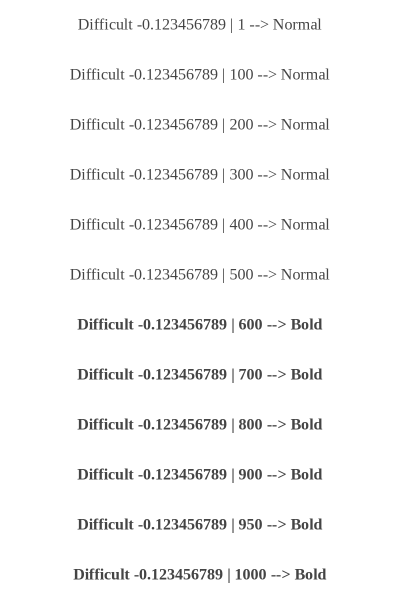 Difficult -0.123456789 | 1 --> Normal
Difficult -0.123456789 | 100 --> Normal
Difficult -0.123456789 | 200 --> Normal
Difficult -0.123456789 | 300 --> Normal
Difficult -0.123456789 | 400 --> Normal
Difficult -0.123456789 | 500 --> Normal
Difficult -0.123456789 | 600 --> Bold
Difficult -0.123456789 | 700 --> Bold
Difficult -0.123456789 | 800 --> Bold
Difficult -0.123456789 | 900 --> Bold
Difficult -0.123456789 | 950 --> Bold
Difficult -0.123456789 | 1000 --> Bold